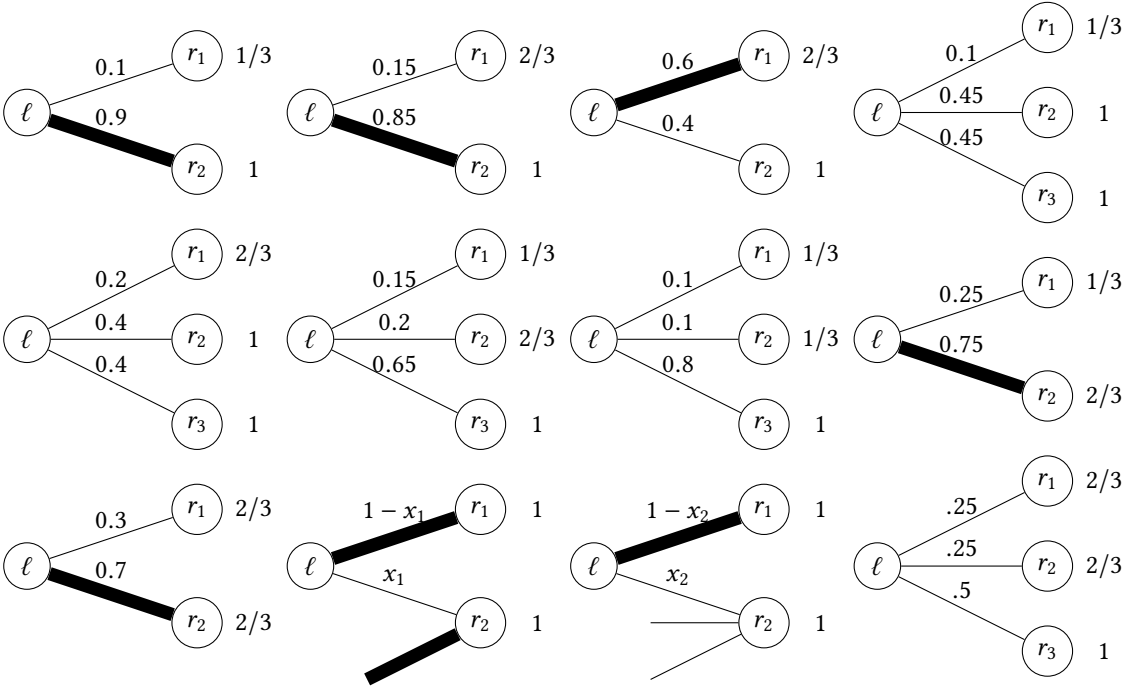 ℓ 0.1 r₁ 1/3 0.9 r₂ 1
ℓ 0.15 r₁ 2/3 0.85 r₂ 1
ℓ 0.6 r₁ 2/3 0.4 r₂ 1
ℓ 0.1 r₁ 1/3 0.45 r₂ 1 0.45 r₃ 1
ℓ 0.2 r₁ 2/3 0.4 r₂ 1 0.4 r₃ 1
ℓ 0.15 r₁ 1/3 0.2 r₂ 2/3 0.65 r₃ 1
ℓ 0.1 r₁ 1/3 0.1 r₂ 1/3 0.8 r₃ 1
ℓ 0.25 r₁ 1/3 0.75 r₂ 2/3
ℓ 0.3 r₁ 2/3 0.7 r₂ 2/3
ℓ 1 − x₁ r₁ 1 x₁ r₂ 1
ℓ 1 − x₂ r₁ 1 x₂ r₂ 1
ℓ .25 r₁ 2/3 .25 r₂ 2/3 .5 r₃ 1